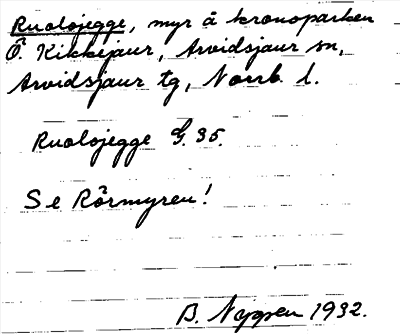 Ruolojegge, myr å kronoparken
Ö. Kikkejaur, Arvidsjaur sn,
Arvidsjaur tg, Norrb. l.
Ruolojegge G. 35.
Se Rörmyren!
B. Nygren 1932.